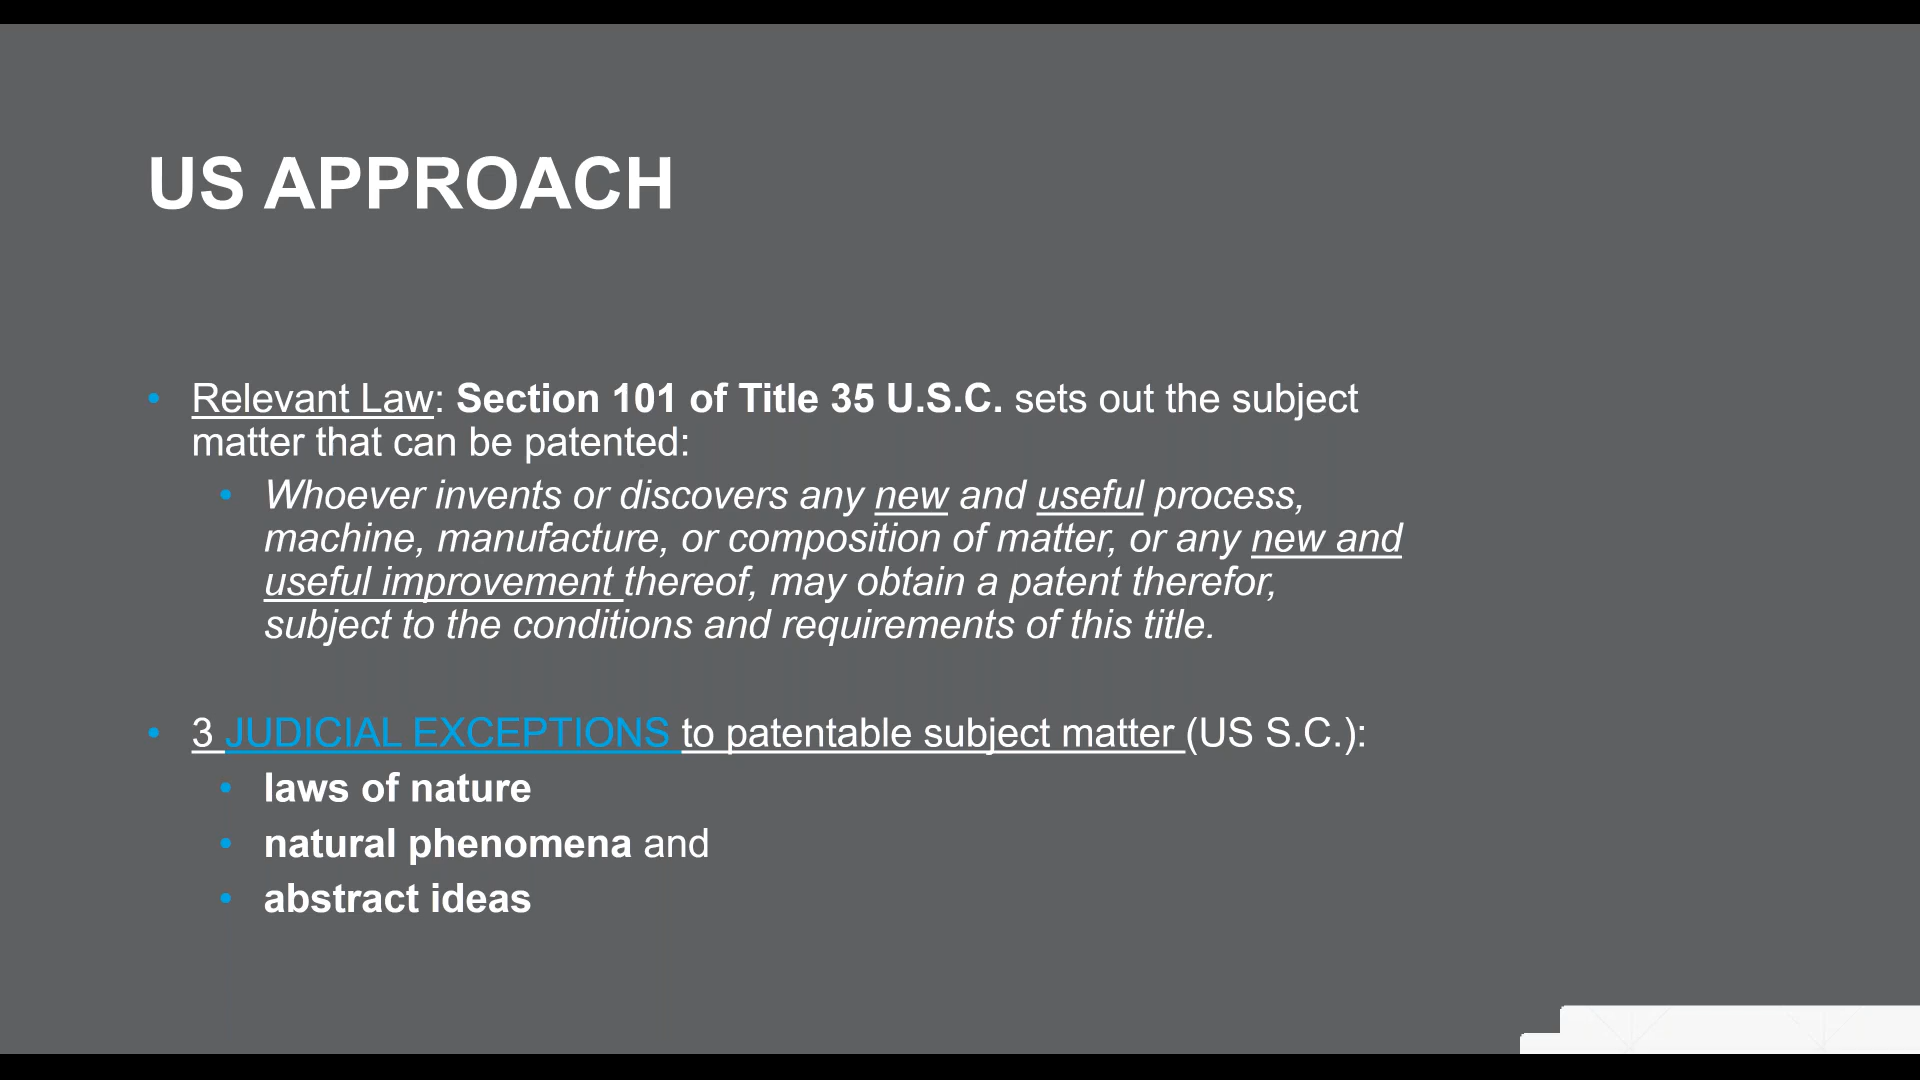 US APPROACH
• Relevant Law: Section 101 of Title 35 U.S.C. sets out the subject
matter that can be patented:
• Whoever invents or discovers any new and useful process,
machine, manufacture, or composition of matter, or any new and
useful improvement thereof, may obtain a patent therefor,
subject to the conditions and requirements of this title.
• 3 JUDICIAL EXCEPTIONS to patentable subject matter (US S.C.):
• laws of nature
• natural phenomena and
• abstract ideas